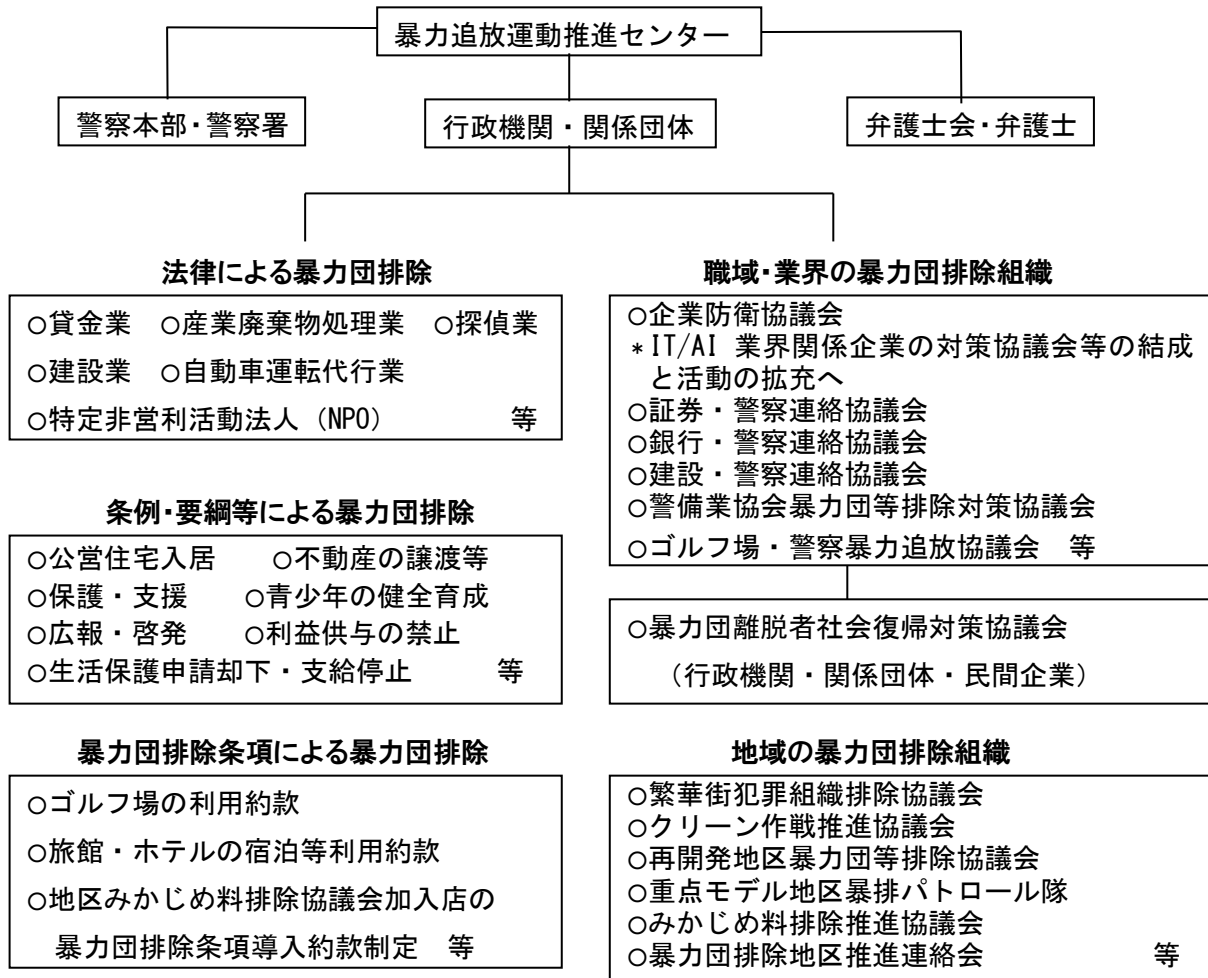 暴力追放運動推進センター
警察本部・警察署
行政機関・関係団体
弁護士会・弁護士
法律による暴力団排除
○貸金業　○産業廃棄物処理業　○探偵業
○建設業　○自動車運転代行業
○特定非営利活動法人（NPO）　等
条例・要綱等による暴力団排除
○公営住宅入居　○不動産の譲渡等
○保護・支援　○青少年の健全育成
○広報・啓発　○利益供与の禁止
○生活保護申請却下・支給停止　等
暴力団排除条項による暴力団排除
○ゴルフ場の利用約款
○旅館・ホテルの宿泊等利用約款
○地区みかじめ料排除協議会加入店の
暴力団排除条項導入約款制定　等
職域・業界の暴力団排除組織
○企業防衛協議会
*IT/AI 業界関係企業の対策協議会等の結成
と活動の拡充へ
○証券・警察連絡協議会
○銀行・警察連絡協議会
○建設・警察連絡協議会
○警備業協会暴力団等排除対策協議会
○ゴルフ場・警察暴力追放協議会　等
○暴力団離脱者社会復帰対策協議会
（行政機関・関係団体・民間企業）
地域の暴力団排除組織
○繁華街犯罪組織排除協議会
○クリーン作戦推進協議会
○再開発地区暴力団等排除協議会
○重点モデル地区暴排パトロール隊
○みかじめ料排除推進協議会
○暴力団排除地区推進連絡会　等